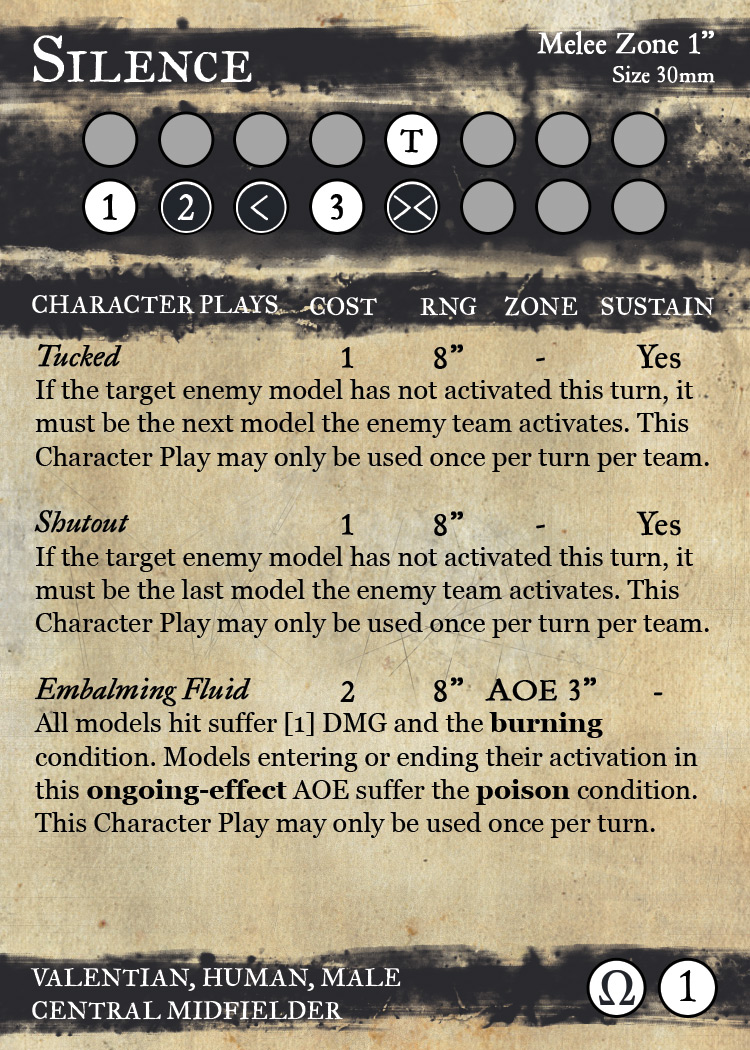 Silence
Melee Zone 1”
Size 30mm
T
1 2 < 3 ><
CHARACTER PLAYS COST RNG ZONE SUSTAIN
Tucked 1 8” - Yes
If the target enemy model has not activated this turn, it
must be the next model the enemy team activates. This
Character Play may only be used once per turn per team.
Shutout 1 8” - Yes
If the target enemy model has not activated this turn, it
must be the last model the enemy team activates. This
Character Play may only be used once per turn per team.
Embalming Fluid 2 8” AOE 3” -
All models hit suffer [1] DMG and the burning
condition. Models entering or ending their activation in
this ongoing-effect AOE suffer the poison condition.
This Character Play may only be used once per turn.
VALENTIAN, HUMAN, MALE
CENTRAL MIDFIELDER
Ω 1